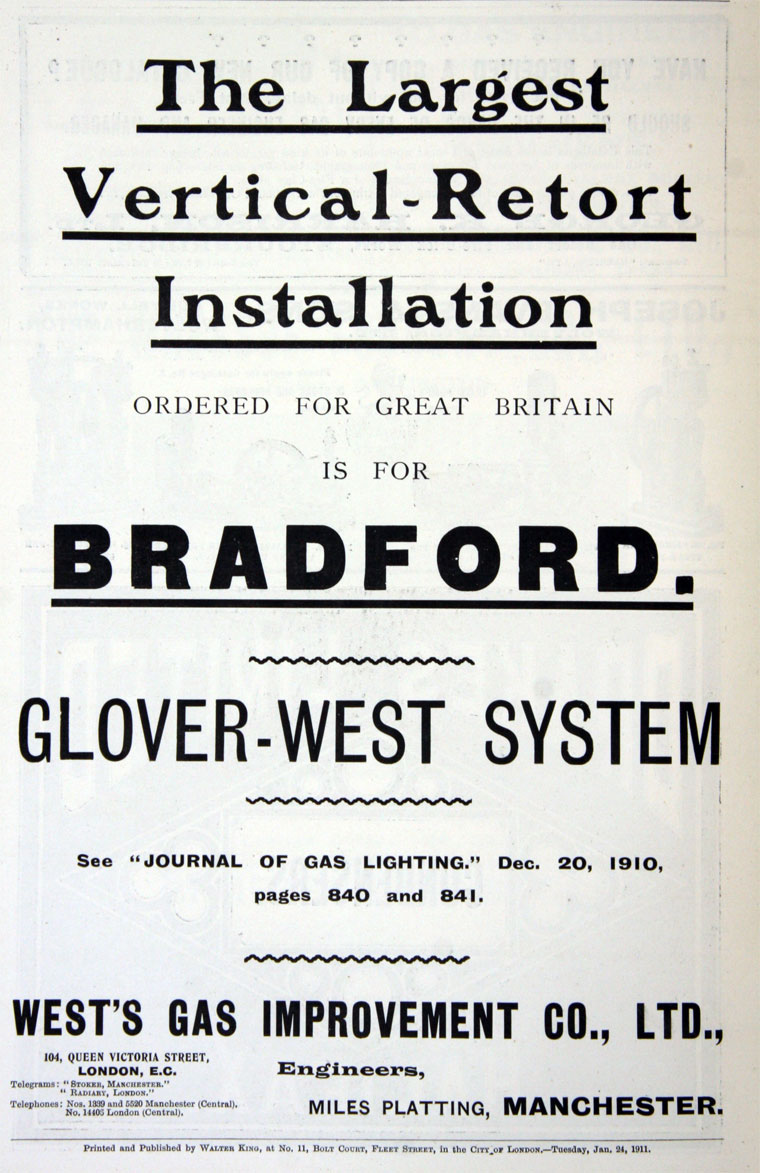 The Largest
Vertical-Retort
Installation
ORDERED FOR GREAT BRITAIN
IS FOR
BRADFORD.
GLOVER-WEST SYSTEM
See "JOURNAL OF GAS LIGHTING." Dec. 20, 1910,
pages 840 and 841.
WEST'S GAS IMPROVEMENT CO., LTD.,
104, QUEEN VICTORIA STREET,
LONDON, E.C.
Telegrams: "STOKER, MANCHESTER."
"RADIARY, LONDON."
Telephones: Nos. 1339 and 5520 Manchester (Central).
No. 14403 London (Central).
Engineers,
MILES PLATTING, MANCHESTER.
Printed and Published by WALTER KING, at No. 11, BOLT COURT, FLEET STREET, in the CITY OF LONDON.—Tuesday, Jan. 24, 1911.